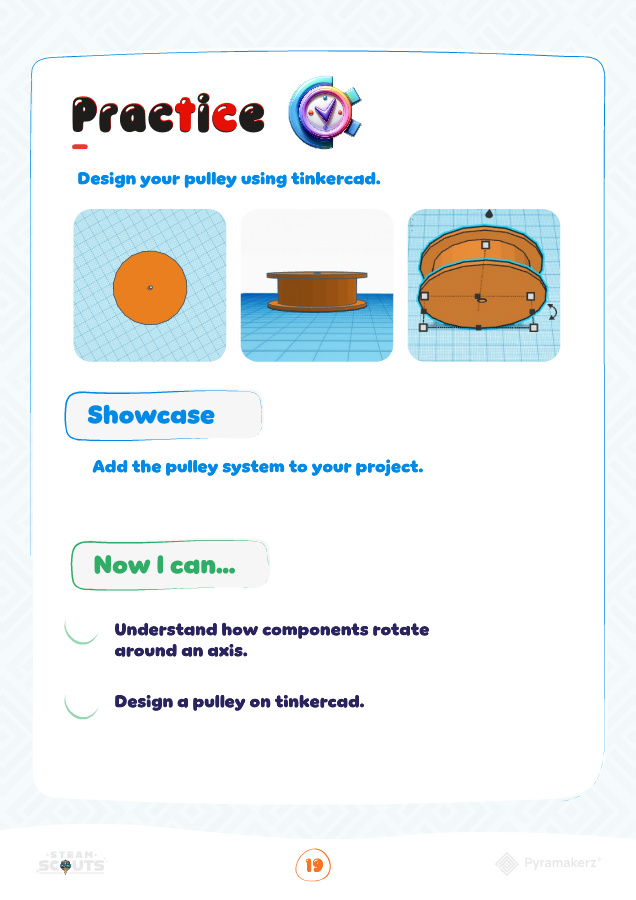 Practice
Design your pulley using tinkercad.
Showcase
Add the pulley system to your project.
Now I can...
Understand how components rotate
around an axis.
Design a pulley on tinkercad.
STEAM
SCOUTS
19
Pyramakerz